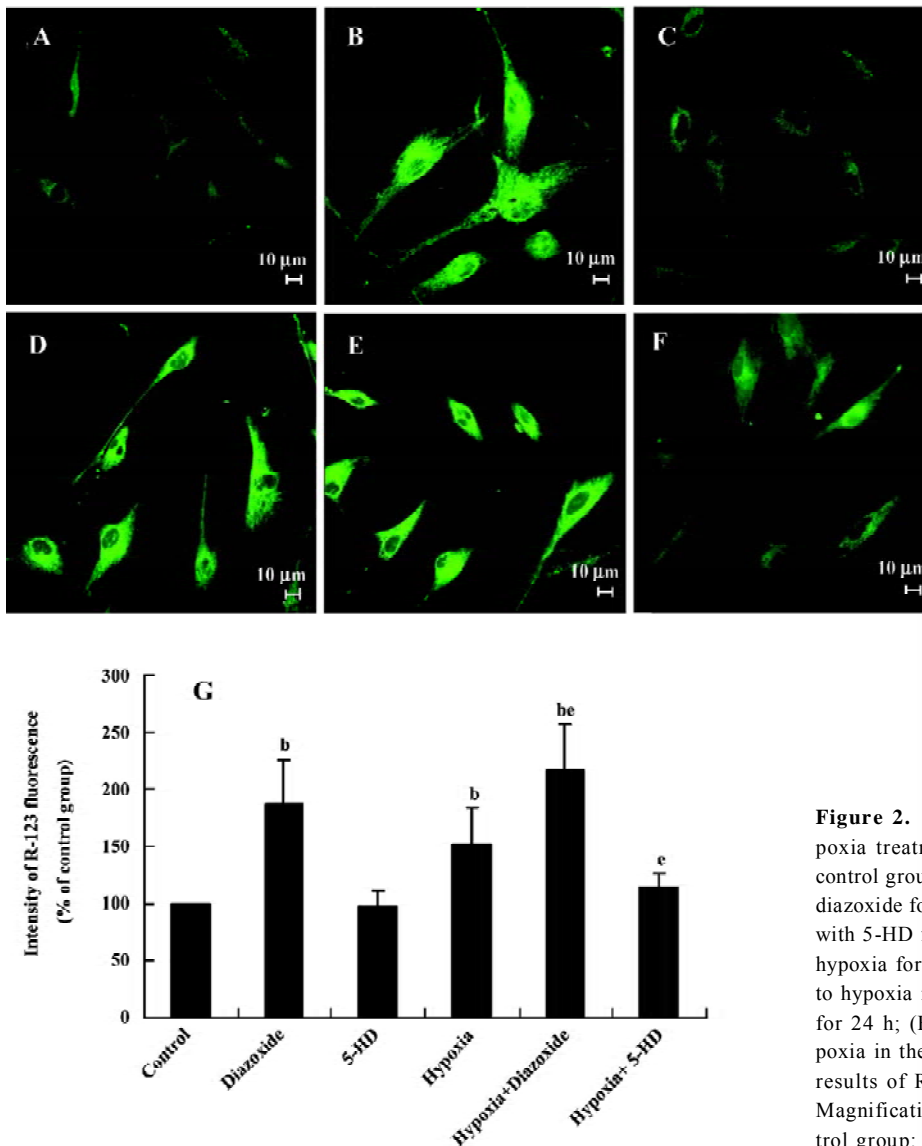 A
B
C
10 μm
10 μm
10 μm
D
E
F
10 μm
10 μm
10 μm
G
Intensity of R-123 fluorescence
(% of control group)
300
250
200
150
100
50
0
b
b
be
e
Control
Diazoxide
5-HD
Hypoxia
Hypoxia+Diazoxide
Hypoxia+ 5-HD
Figure 2.
poxia treatm
control grou
diazoxide fo
with 5-HD
hypoxia for
to hypoxia
for 24 h; (
poxia in the
results of R
Magnificati
trol group;